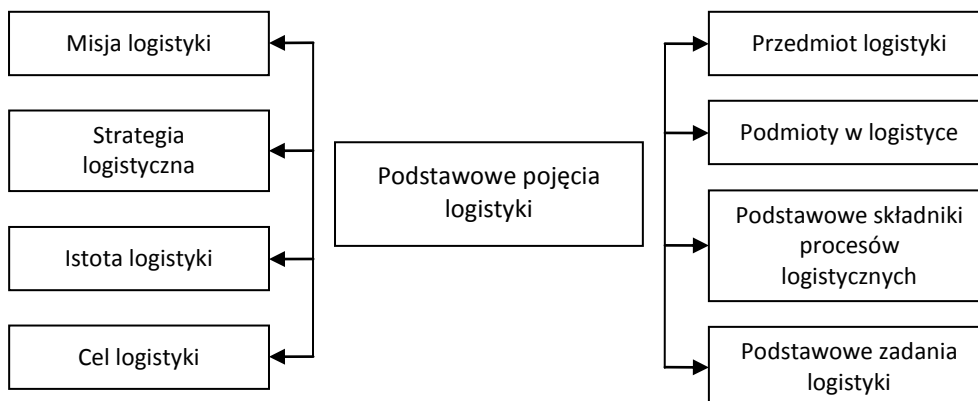 Misja logistyki
Strategia
logistyczna
Istota logistyki
Cel logistyki
Podstawowe pojęcia
logistyki
Przedmiot logistyki
Podmioty w logistyce
Podstawowe składniki
procesów
logistycznych
Podstawowe zadania
logistyki